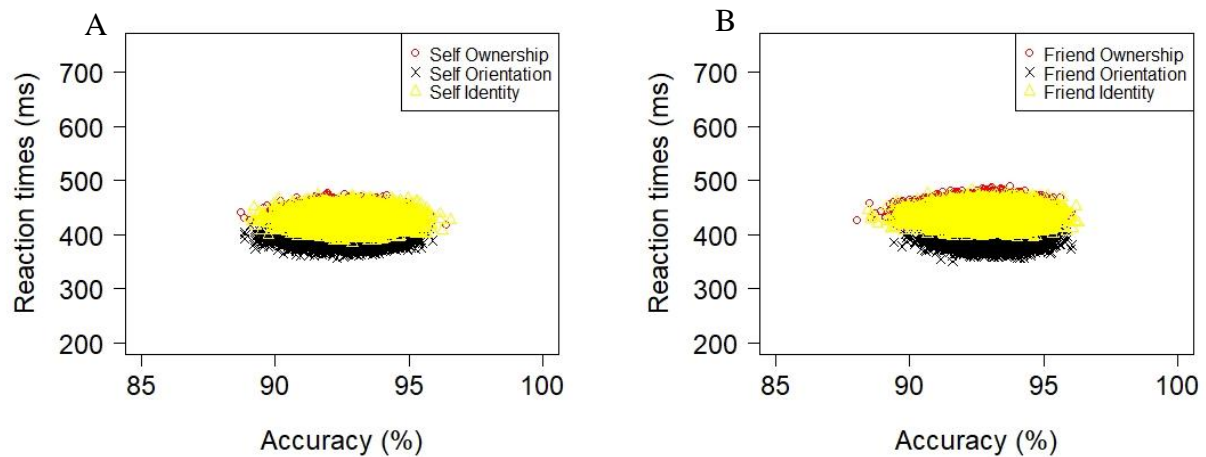 A
Self Ownership
Self Orientation
Self Identity
Reaction times (ms)
700
600
500
400
300
200
85
90
95
100
Accuracy (%)
B
Friend Ownership
Friend Orientation
Friend Identity
Reaction times (ms)
700
600
500
400
300
200
85
90
95
100
Accuracy (%)